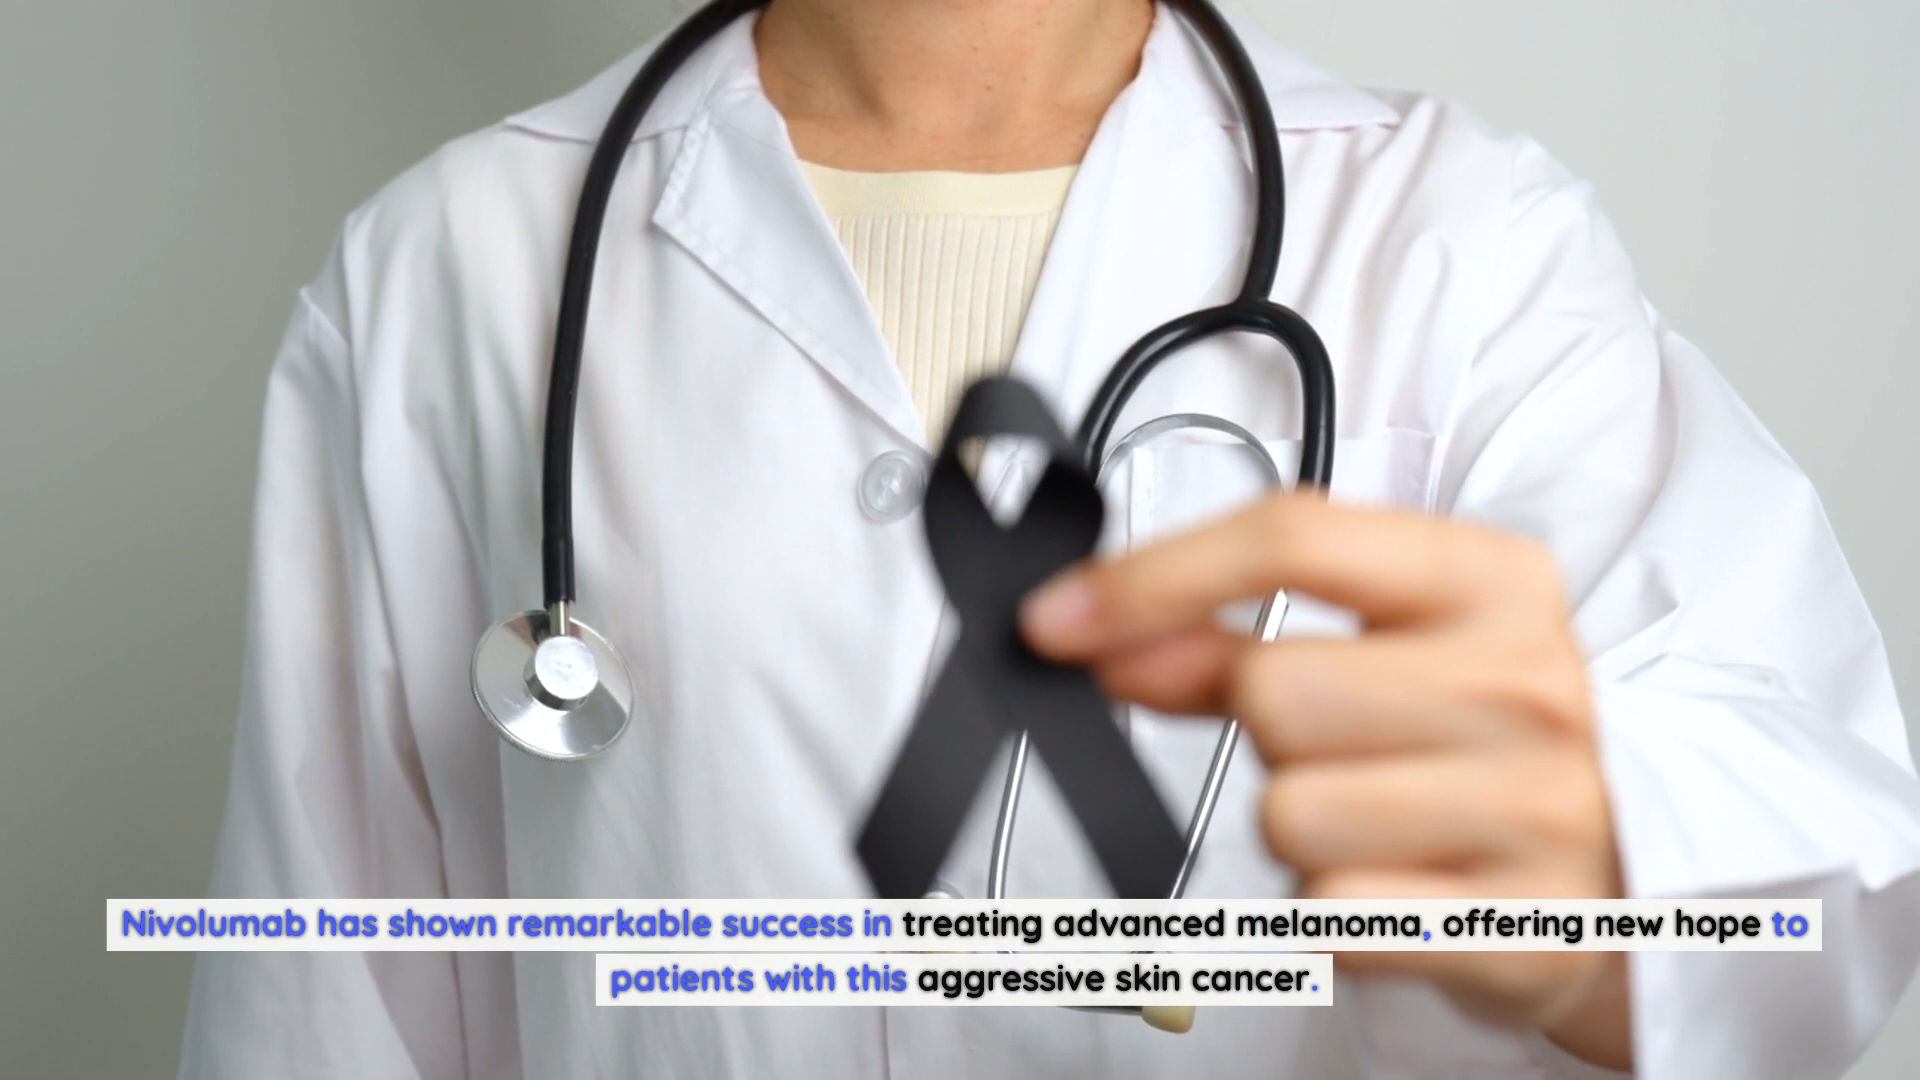 Nivolumab has shown remarkable success in treating advanced melanoma, offering new hope to
patients with this aggressive skin cancer.